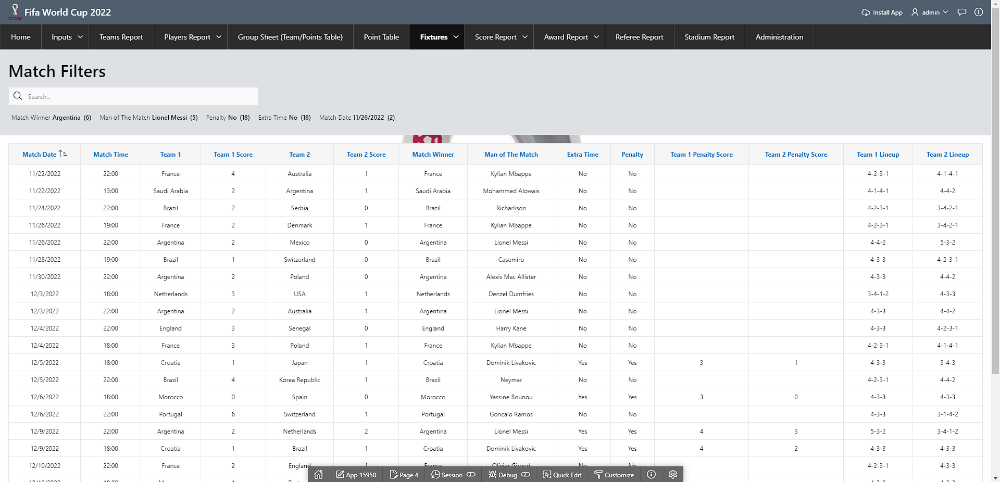 Fifa World Cup 2022 Install App admin
Home Inputs Teams Report Players Report Group Sheet (Team/Points Table) Point Table Fixtures Score Report Award Report Referee Report Stadium Report Administration
Match Filters
Search...
Match Winner Argentina (6) Man of The Match Lionel Messi (5) Penalty No (18) Extra Time No (18) Match Date 11/26/2022 (2)
Match Date Match Time Team 1 Team 1 Score Team 2 Team 2 Score Match Winner Man of The Match Extra Time Penalty Team 1 Penalty Score Team 2 Penalty Score Team 1 Lineup Team 2 Lineup
11/22/2022 22:00 France 4 Australia 1 France Kylian Mbappe No No 4-2-3-1 4-1-4-1
11/22/2022 13:00 Saudi Arabia 2 Argentina 1 Saudi Arabia Mohammed Alowais No No 4-1-4-1 4-4-2
11/24/2022 22:00 Brazil 2 Serbia 0 Brazil Richarlison No No 4-2-3-1 3-4-2-1
11/26/2022 19:00 France 2 Denmark 1 France Kylian Mbappe No No 4-2-3-1 3-4-2-1
11/26/2022 22:00 Argentina 2 Mexico 0 Argentina Lionel Messi No No 4-4-2 5-3-2
11/28/2022 19:00 Brazil 1 Switzerland 0 Brazil Casemiro No No 4-3-3 4-2-3-1
11/30/2022 22:00 Argentina 2 Poland 0 Argentina Alexis Mac Allister No No 4-3-3 4-4-2
12/3/2022 18:00 Netherlands 3 USA 1 Netherlands Denzel Dumfries No No 3-4-1-2 4-3-3
12/3/2022 22:00 Argentina 2 Australia 1 Argentina Lionel Messi No No 4-3-3 4-4-2
12/4/2022 22:00 England 3 Senegal 0 England Harry Kane No No 4-3-3 4-2-3-1
12/4/2022 18:00 France 3 Poland 1 France Kylian Mbappe No No 4-2-3-1 4-1-4-1
12/5/2022 18:00 Croatia 1 Japan 1 Croatia Dominik Livakovic Yes Yes 3 1 4-3-3 3-4-3
12/5/2022 22:00 Brazil 4 Korea Republic 1 Brazil Neymar No No 4-2-3-1 4-4-2
12/6/2022 18:00 Morocco 0 Spain 0 Morocco Yassine Bounou Yes Yes 3 0 4-3-3 4-3-3
12/6/2022 22:00 Portugal 6 Switzerland 1 Portugal Goncalo Ramos No No 4-3-3 3-1-4-2
12/9/2022 22:00 Argentina 2 Netherlands 2 Argentina Lionel Messi Yes Yes 4 3 5-3-2 3-4-1-2
12/9/2022 18:00 Croatia 1 Brazil 1 Croatia Dominik Livakovic Yes Yes 4 2 4-3-3 4-3-3
12/10/2022 22:00 France 2 England 1 France Olivier Giroud No No 4-2-3-1 4-3-3
App 15950 Page 4 Session Debug Quick Edit Customize